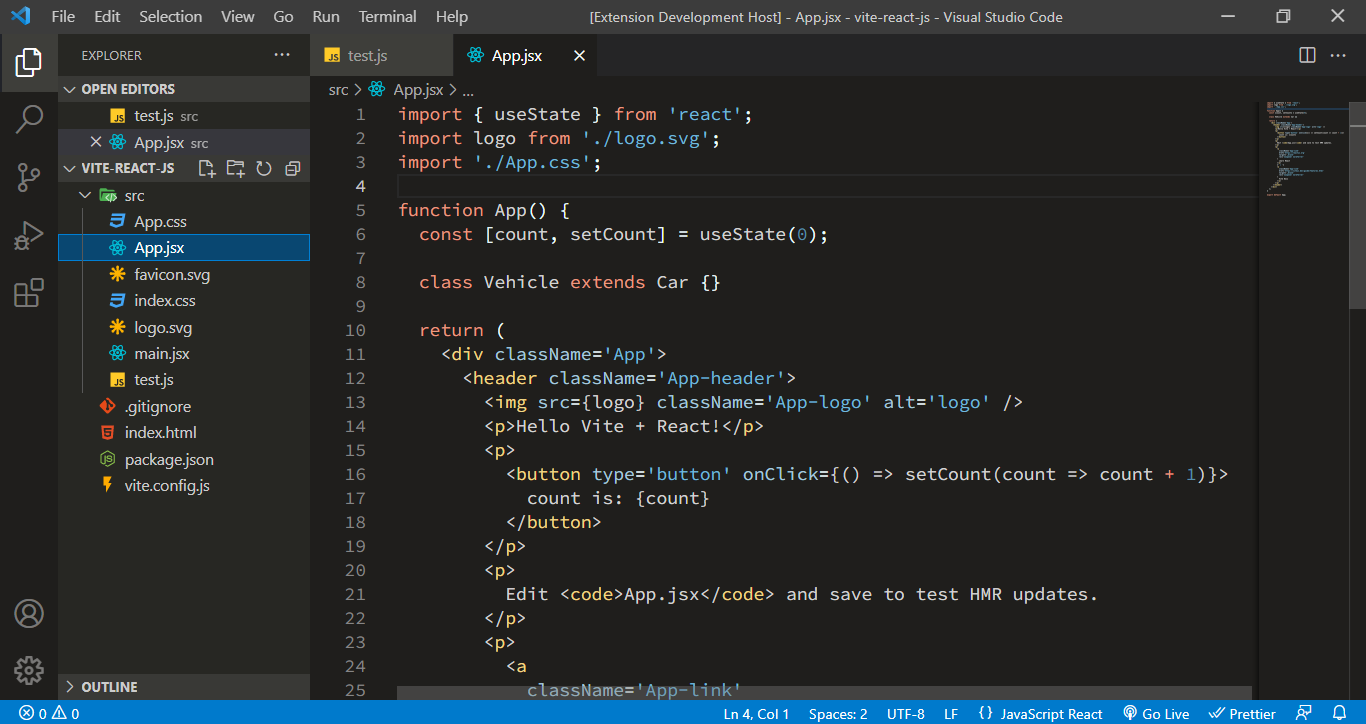 File Edit Selection View Go Run Terminal Help [Extension Development Host] - App.jsx - vite-react-js - Visual Studio Code
EXPLORER
OPEN EDITORS
test.js src
App.jsx src
VITE-REACT-JS
src
App.css
App.jsx
favicon.svg
index.css
logo.svg
main.jsx
test.js
.gitignore
index.html
package.json
vite.config.js
OUTLINE
test.js App.jsx
src > App.jsx > ...
1 import { useState } from 'react';
2 import logo from './logo.svg';
3 import './App.css';
4
5 function App() {
6 const [count, setCount] = useState(0);
7
8 class Vehicle extends Car {}
9
10 return (
11 <div className='App'>
12 <header className='App-header'>
13 <img src={logo} className='App-logo' alt='logo' />
14 <p>Hello Vite + React!</p>
15 <p>
16 <button type='button' onClick={() => setCount(count => count + 1)}>
17 count is: {count}
18 </button>
19 </p>
20 <p>
21 Edit <code>App.jsx</code> and save to test HMR updates.
22 </p>
23 <p>
24 <a
25 className='App-link'
0 0 Ln 4, Col 1 Spaces: 2 UTF-8 LF {} JavaScript React Go Live Prettier